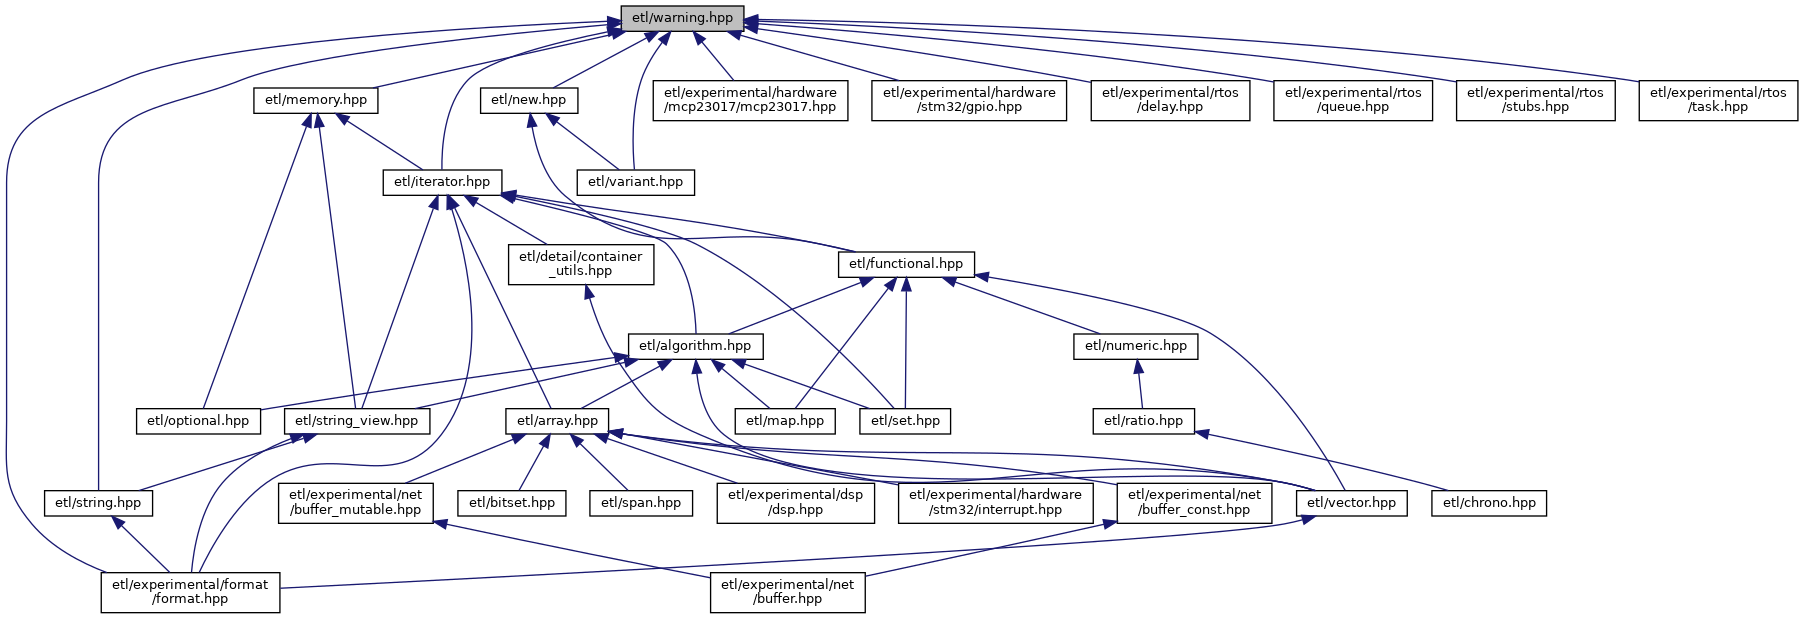 etl/warning.hpp
etl/memory.hpp
etl/new.hpp
etl/experimental/hardware
/mcp23017/mcp23017.hpp
etl/experimental/hardware
/stm32/gpio.hpp
etl/experimental/rtos
/delay.hpp
etl/experimental/rtos
/queue.hpp
etl/experimental/rtos
/stubs.hpp
etl/experimental/rtos
/task.hpp
etl/iterator.hpp
etl/variant.hpp
etl/detail/container
_utils.hpp
etl/functional.hpp
etl/algorithm.hpp
etl/numeric.hpp
etl/optional.hpp
etl/string_view.hpp
etl/array.hpp
etl/map.hpp
etl/set.hpp
etl/ratio.hpp
etl/string.hpp
etl/experimental/net
/buffer_mutable.hpp
etl/bitset.hpp
etl/span.hpp
etl/experimental/dsp
/dsp.hpp
etl/experimental/hardware
/stm32/interrupt.hpp
etl/experimental/net
/buffer_const.hpp
etl/vector.hpp
etl/chrono.hpp
etl/experimental/format
/format.hpp
etl/experimental/net
/buffer.hpp